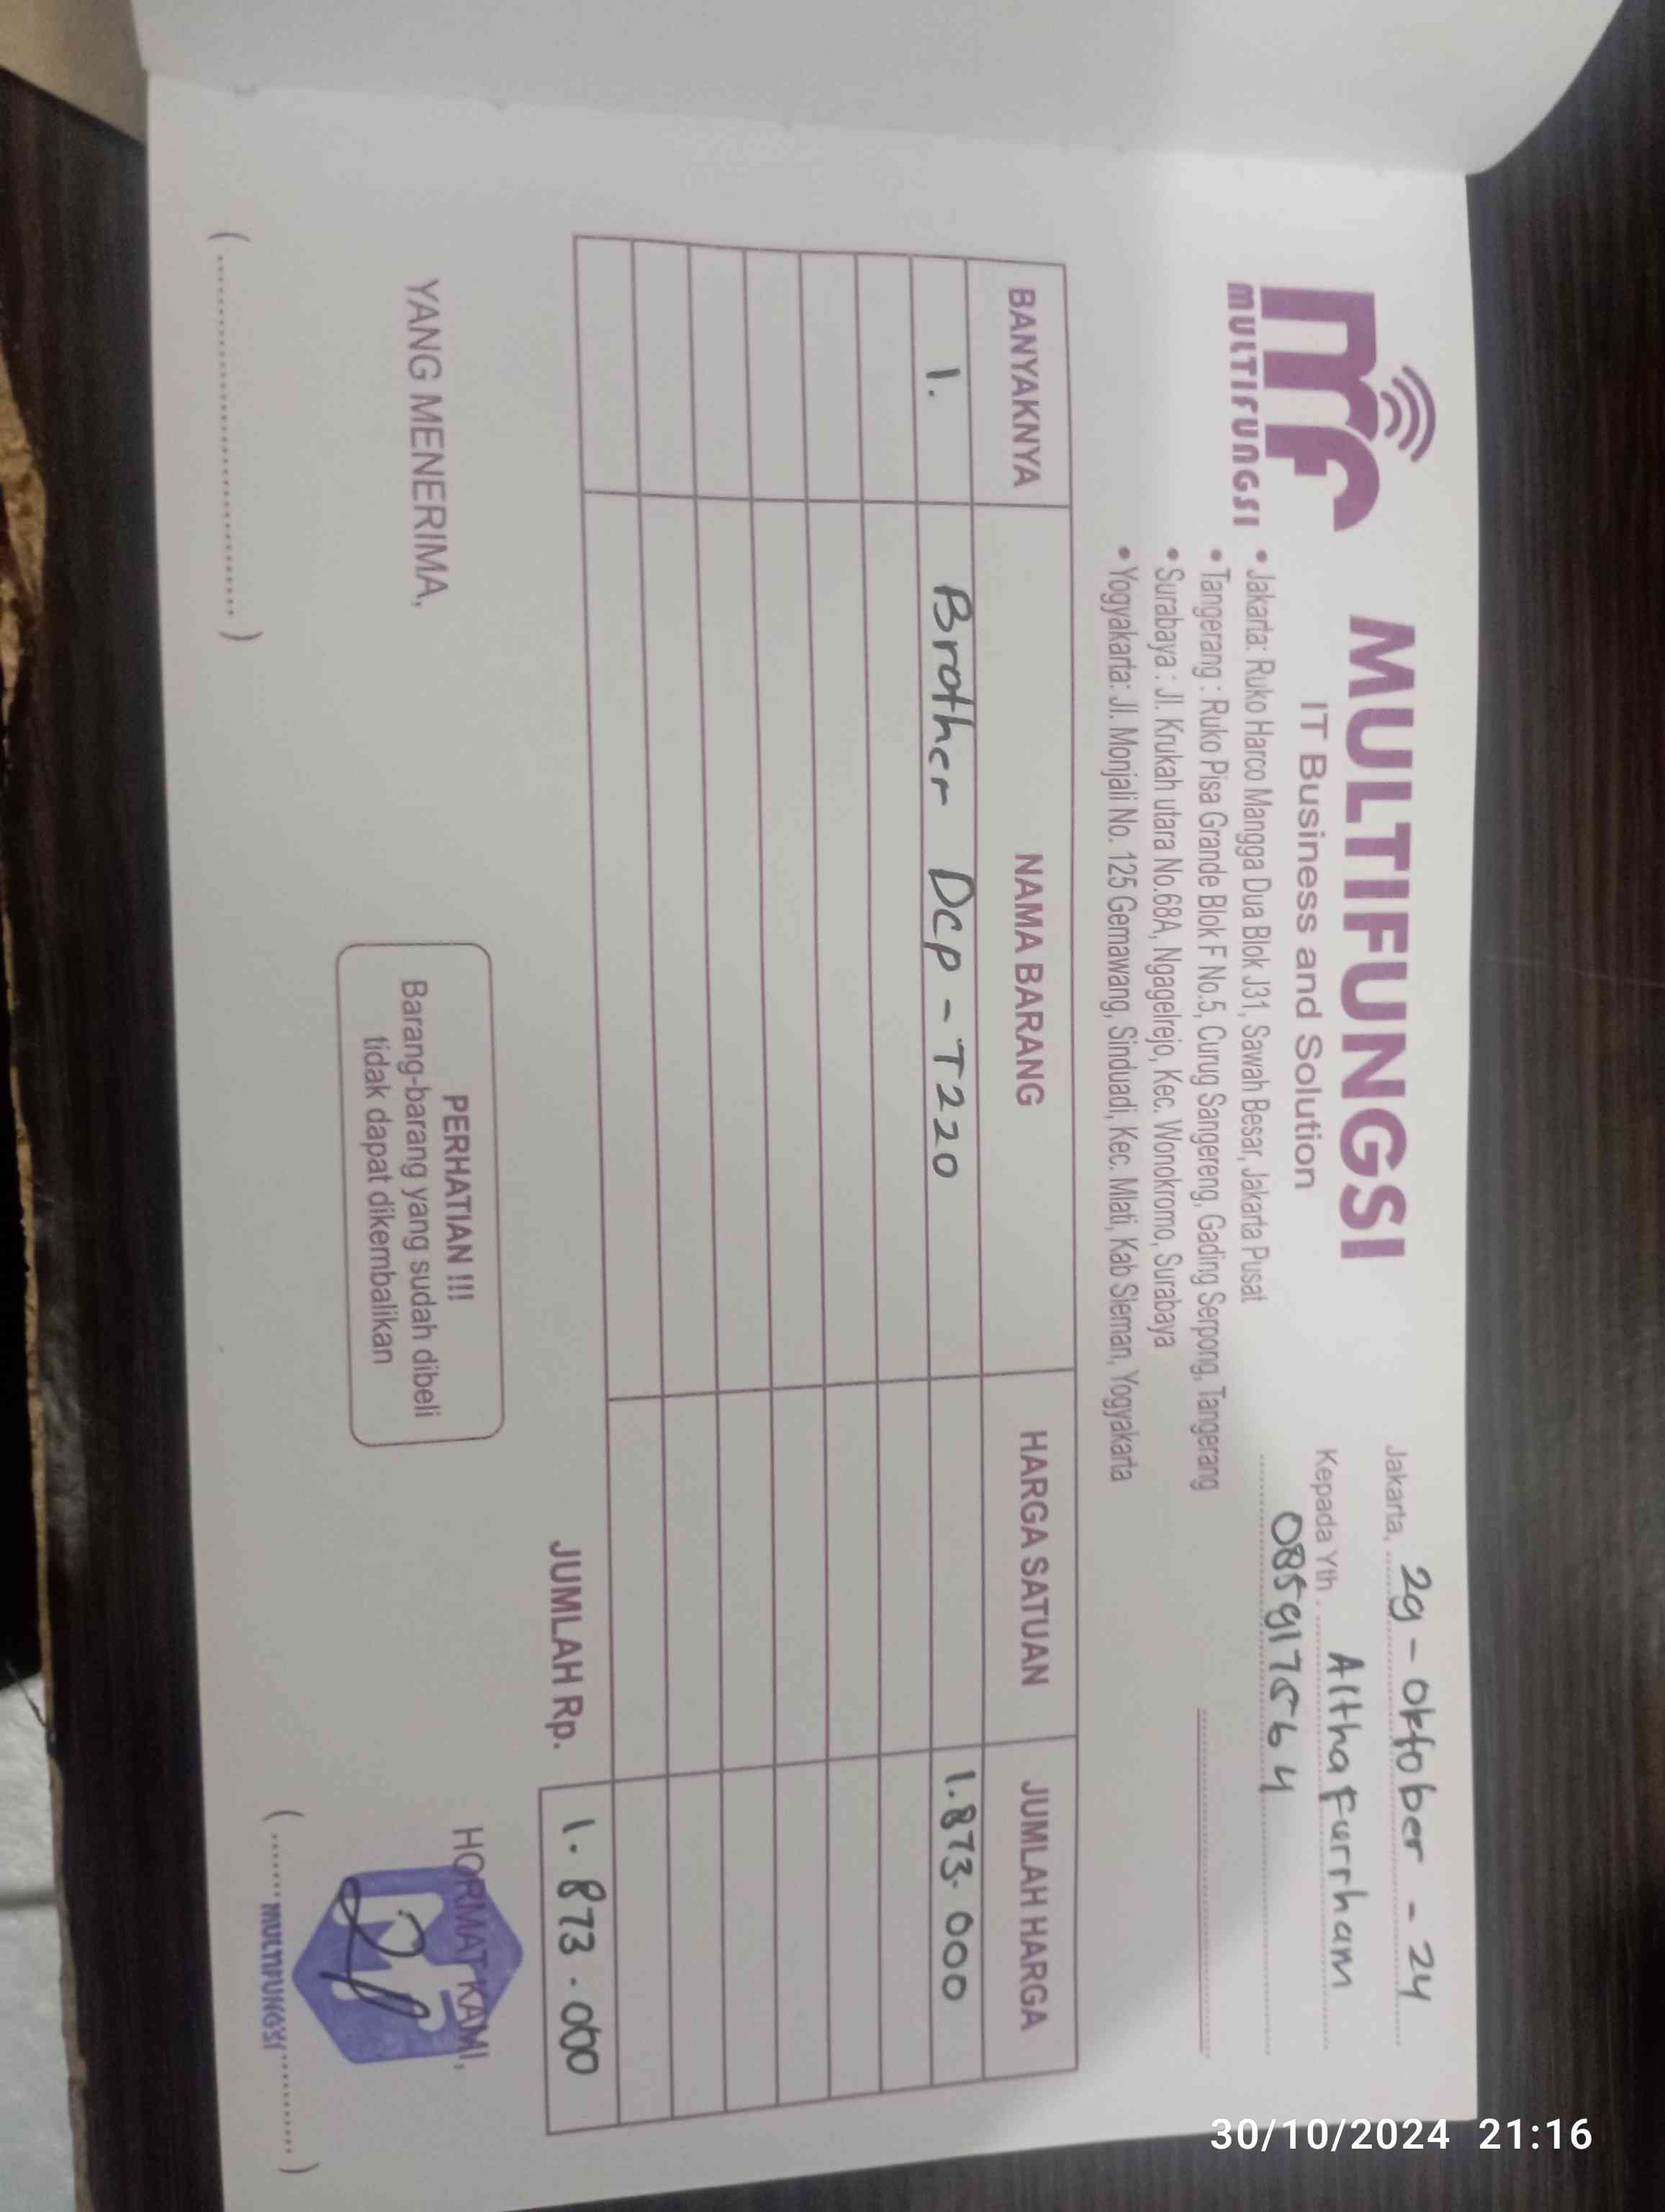 MULTIFUNGSI
MULTIFUNGSI
IT Business and Solution
• Jakarta: Ruko Harco Mangga Dua Blok J31, Sawah Besar, Jakarta Pusat
• Tangerang : Ruko Pisa Grande Blok F No.5, Curug Sangereng, Gading Serpong, Tangerang
• Surabaya : Jl. Krukah utara No.68A, Ngagelrejo, Kec. Wonokromo, Surabaya
• Yogyakarta: Jl. Monjali No. 125 Gemawang, Sinduadi, Kec. Mlati, Kab Sleman, Yogyakarta
Jakarta, 29 - Oktober - 24
Kepada Yth. Altha Furrham
085917564
BANYAKNYA NAMA BARANG HARGA SATUAN JUMLAH HARGA
1. Brother Dcp - T220 1.873.000
JUMLAH Rp. 1.873.000
YANG MENERIMA,
PERHATIAN !!!
Barang-barang yang sudah dibeli
tidak dapat dikembalikan
HORMAT KAMI,
MULTIFUNGSI
30/10/2024 21:16